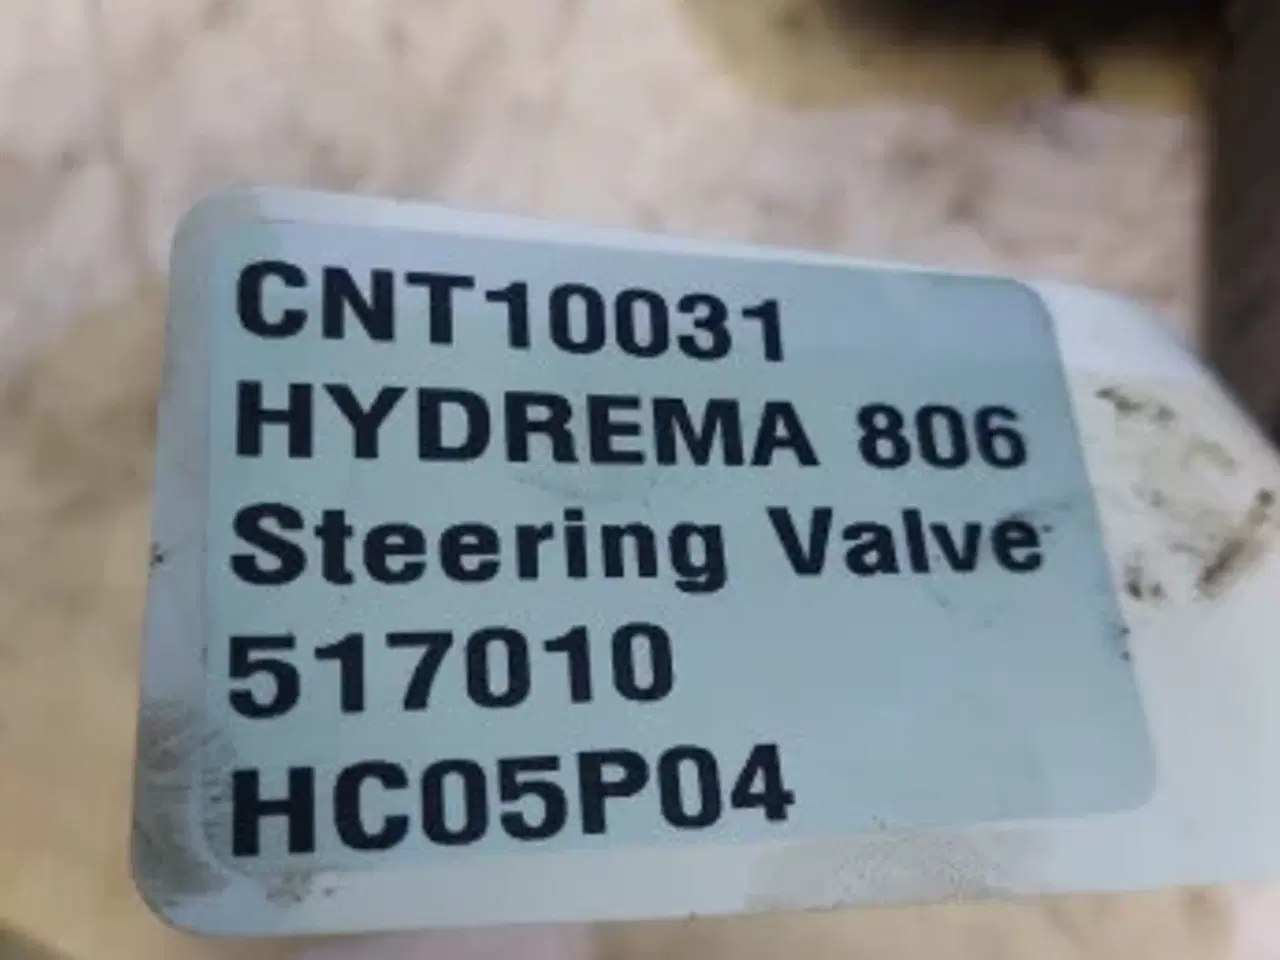 CNT10031
HYDREMA 806
Steering Valve
517010
HC05P04